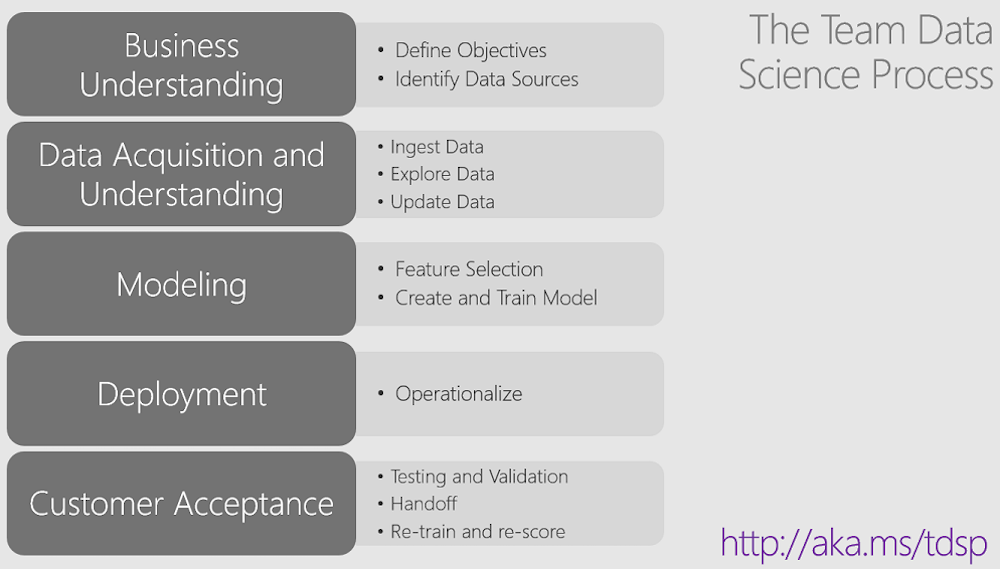 The Team Data
Science Process
Business
Understanding
• Define Objectives
• Identify Data Sources
Data Acquisition and
Understanding
• Ingest Data
• Explore Data
• Update Data
Modeling
• Feature Selection
• Create and Train Model
Deployment
• Operationalize
Customer Acceptance
• Testing and Validation
• Handoff
• Re-train and re-score
http://aka.ms/tdsp